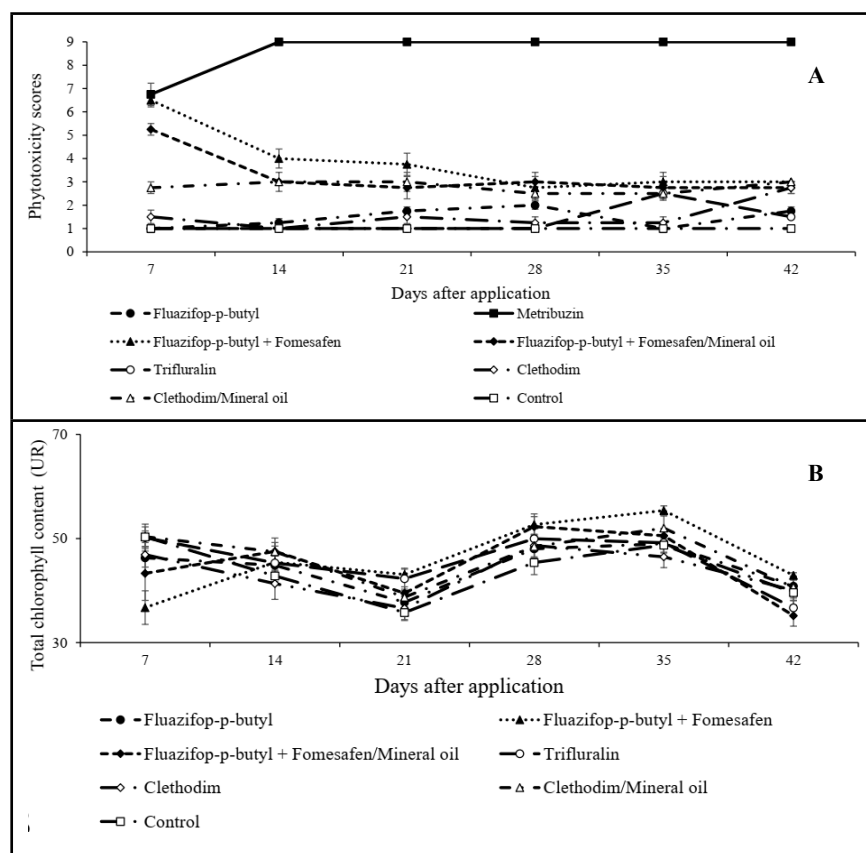 9
8
7
6
5
4
3
2
1
0
Phytotoxicity scores
A
7 14 21 28 35 42
Days after application
Fluazifop-p-butyl Metribuzin
Fluazifop-p-butyl + Fomesafen Fluazifop-p-butyl + Fomesafen/Mineral oil
Trifluralin Clethodim
Clethodim/Mineral oil Control
70
50
30
Total chlorophyll content (UR)
B
7 14 21 28 35 42
Days after application
Fluazifop-p-butyl Fluazifop-p-butyl + Fomesafen
Fluazifop-p-butyl + Fomesafen/Mineral oil Trifluralin
Clethodim Clethodim/Mineral oil
Control